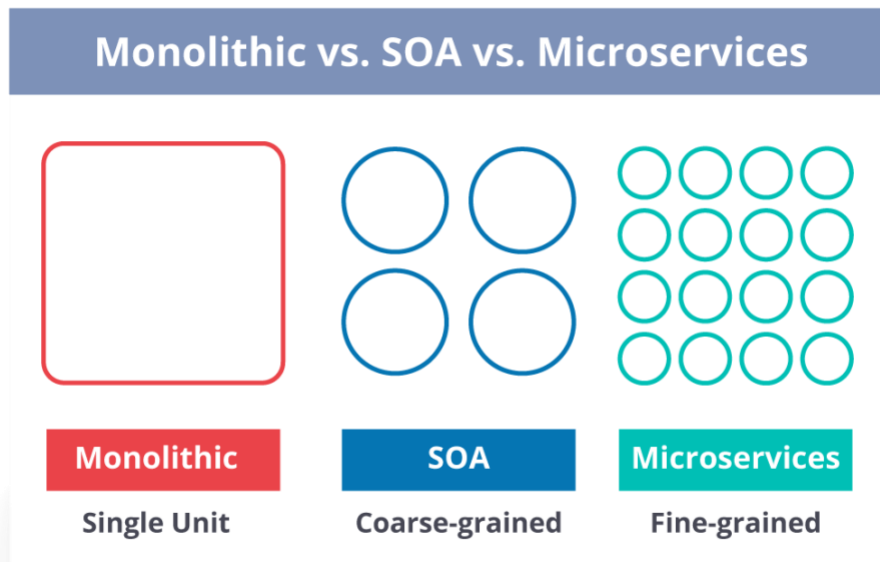 Monolithic vs. SOA vs. Microservices
Monolithic
SOA
Microservices
Single Unit
Coarse-grained
Fine-grained